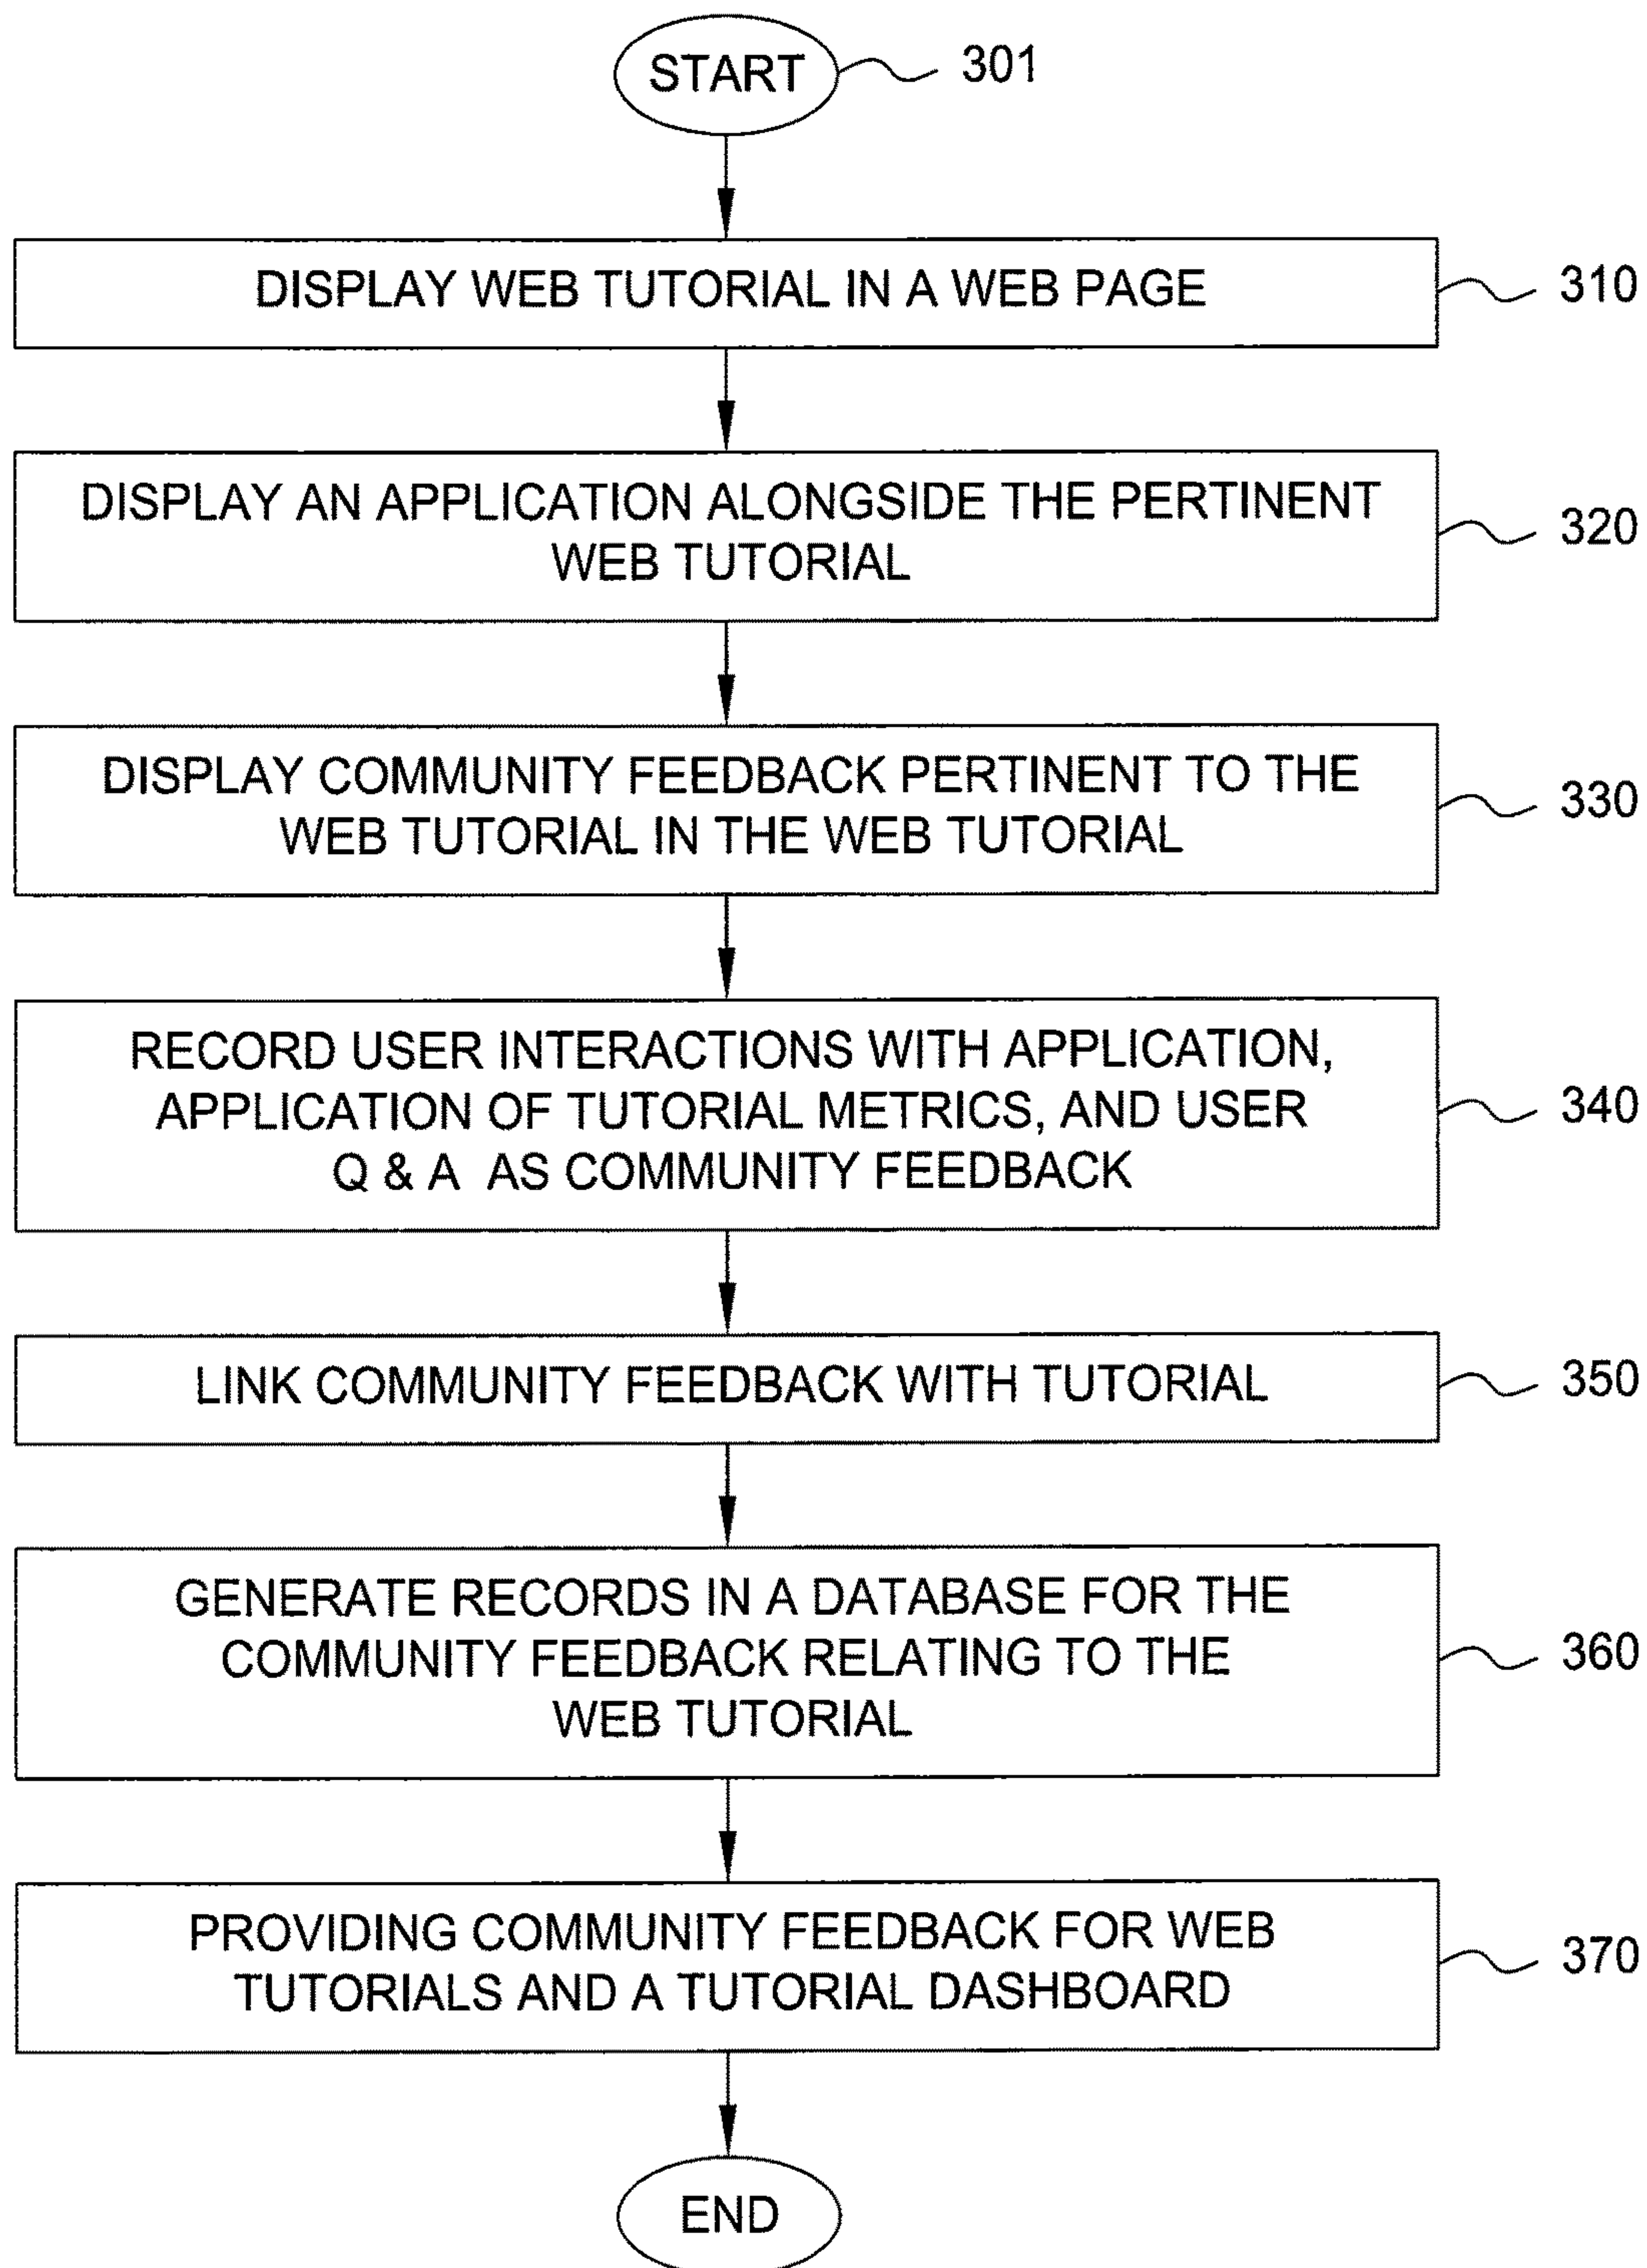 START
301
DISPLAY WEB TUTORIAL IN A WEB PAGE
310
DISPLAY AN APPLICATION ALONGSIDE THE PERTINENT
WEB TUTORIAL
320
DISPLAY COMMUNITY FEEDBACK PERTINENT TO THE
WEB TUTORIAL IN THE WEB TUTORIAL
330
RECORD USER INTERACTIONS WITH APPLICATION,
APPLICATION OF TUTORIAL METRICS, AND USER
Q & A AS COMMUNITY FEEDBACK
340
LINK COMMUNITY FEEDBACK WITH TUTORIAL
350
GENERATE RECORDS IN A DATABASE FOR THE
COMMUNITY FEEDBACK RELATING TO THE
WEB TUTORIAL
360
PROVIDING COMMUNITY FEEDBACK FOR WEB
TUTORIALS AND A TUTORIAL DASHBOARD
370
END